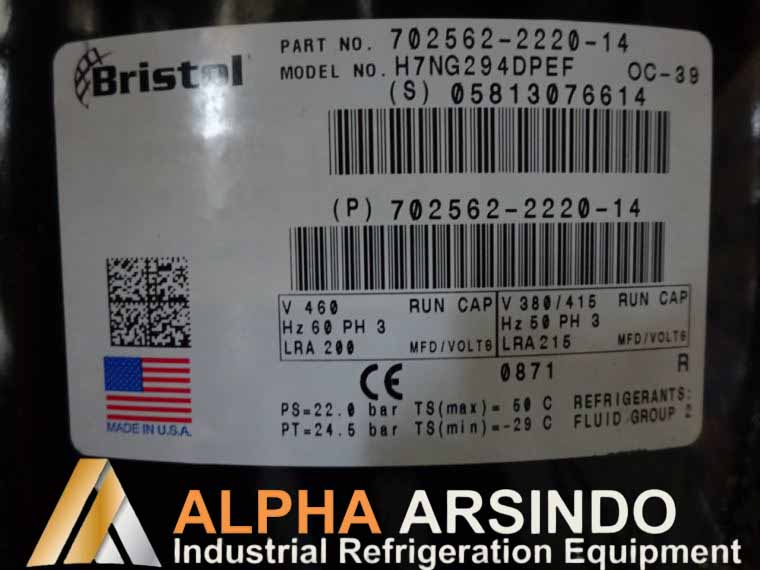 Bristol
PART NO. 702562-2220-14
MODEL NO. H7NG294DPEF OC-39
(S) 05813076614
(P) 702562-2220-14
V 460 RUN CAP
Hz 60 PH 3
LRA 200 MFD/VOLTS
V 380/415 RUN CAP
Hz 50 PH 3
LRA 215 MFD/VOLTS
CE 0871 R
PS=22.0 bar TS(max)= 50 C REFRIGERANTS:
PT=24.5 bar TS(min)=-29 C FLUID GROUP 2
MADE IN U.S.A.
ALPHA ARSINDO
Industrial Refrigeration Equipment